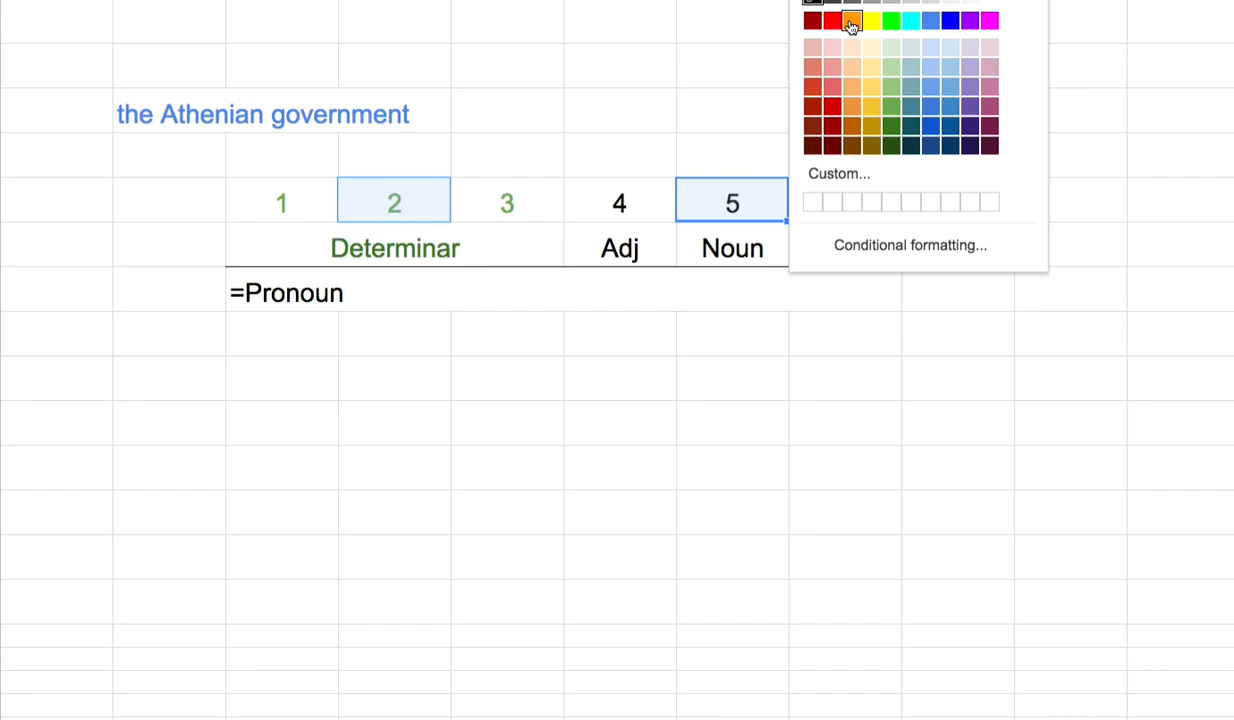 the Athenian government
Custom...
1 2 3 4 5
Conditional formatting...
Determinar Adj Noun
=Pronoun